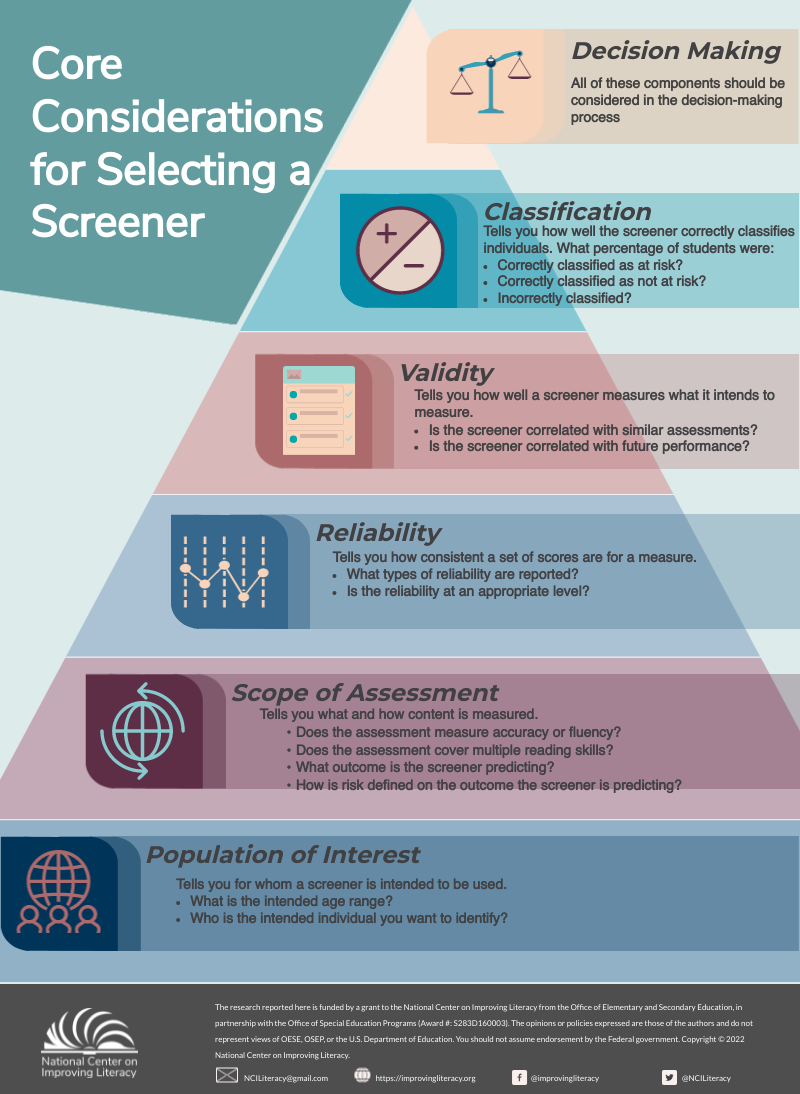 Core
Considerations
for Selecting a
Screener
Decision Making
All of these components should be
considered in the decision-making
process
Classification
Tells you how well the screener correctly classifies
individuals. What percentage of students were:
• Correctly classified as at risk?
• Correctly classified as not at risk?
• Incorrectly classified?
Validity
Tells you how well a screener measures what it intends to
measure.
• Is the screener correlated with similar assessments?
• Is the screener correlated with future performance?
Reliability
Tells you how consistent a set of scores are for a measure.
• What types of reliability are reported?
• Is the reliability at an appropriate level?
Scope of Assessment
Tells you what and how content is measured.
• Does the assessment measure accuracy or fluency?
• Does the assessment cover multiple reading skills?
• What outcome is the screener predicting?
• How is risk defined on the outcome the screener is predicting?
Population of Interest
Tells you for whom a screener is intended to be used.
• What is the intended age range?
• Who is the intended individual you want to identify?
National Center on
Improving Literacy
The research reported here is funded by a grant to the National Center on Improving Literacy from the Office of Elementary and Secondary Education, in
partnership with the Office of Special Education Programs (Award #: S283D160003). The opinions or policies expressed are those of the authors and do not
represent views of OESE, OSEP, or the U.S. Department of Education. You should not assume endorsement by the Federal government. Copyright © 2022
National Center on Improving Literacy.
NCILiteracy@gmail.com
https://improvingliteracy.org
@improvingliteracy
@NCILiteracy